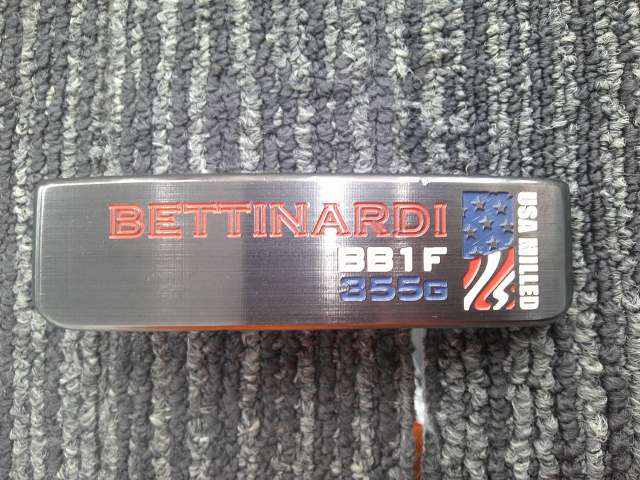 BETTINARDI
BB1F
355G
USA MILLED